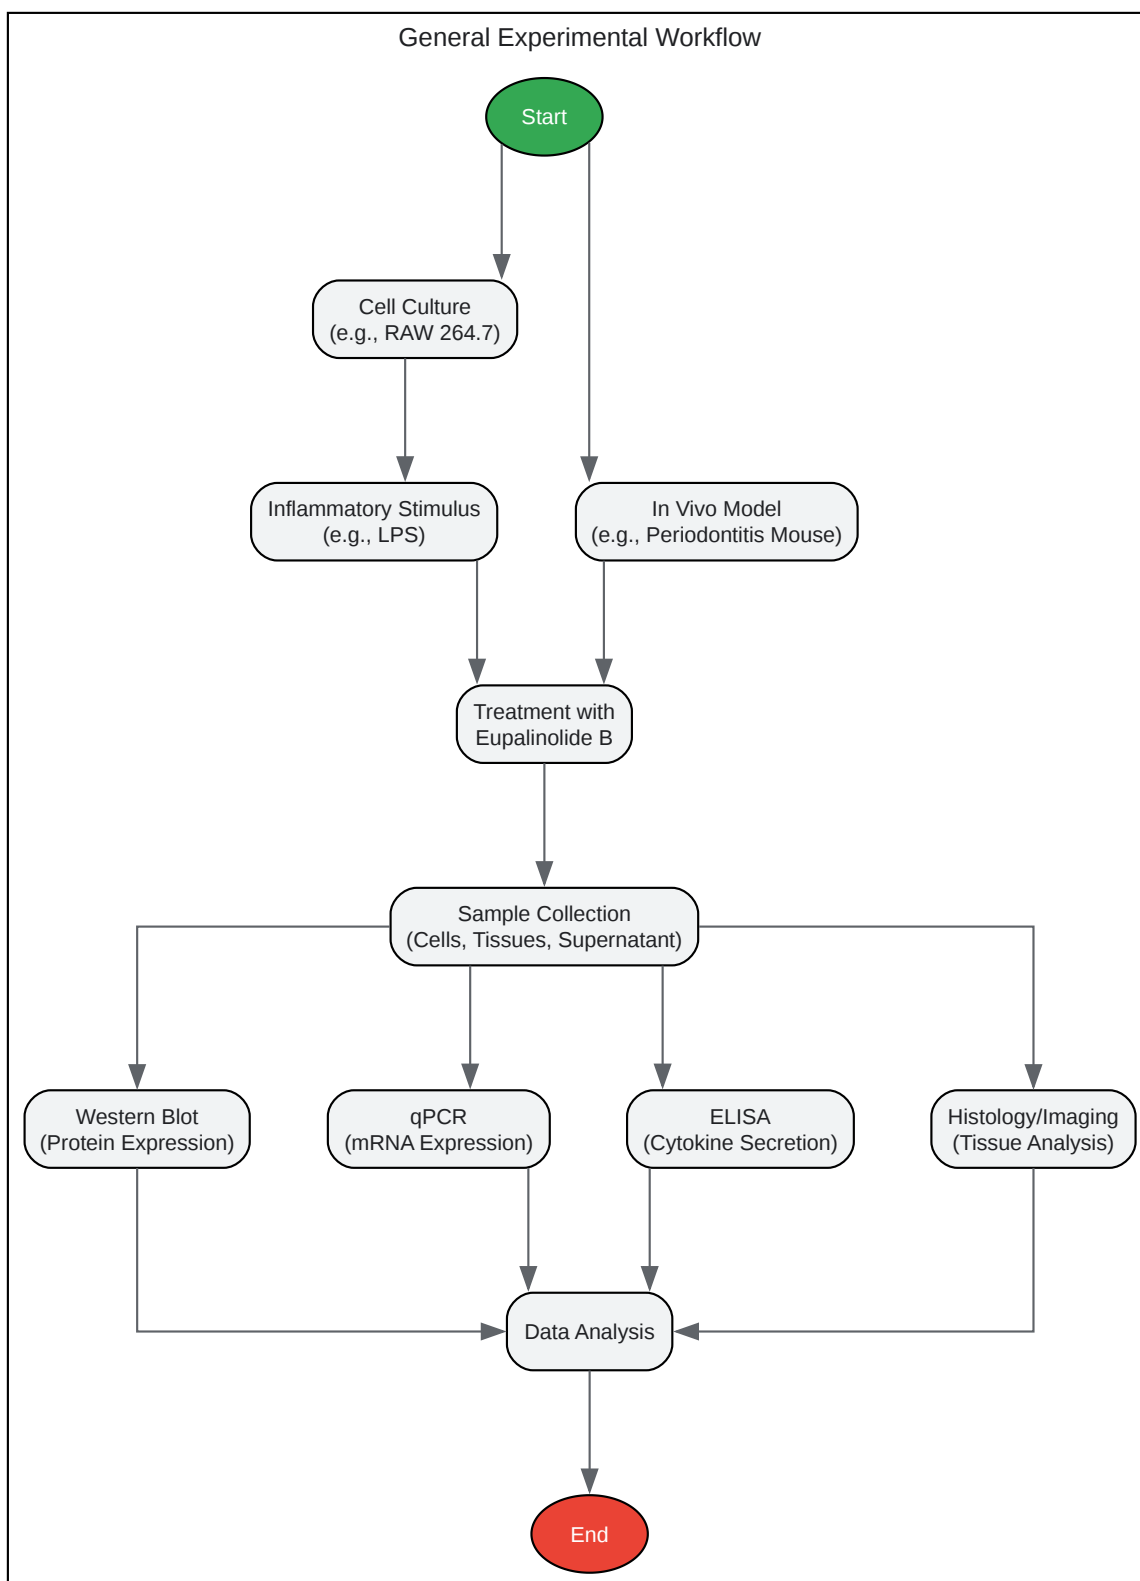 General Experimental Workflow
Start
Cell Culture
(e.g., RAW 264.7)
Inflammatory Stimulus
(e.g., LPS)
In Vivo Model
(e.g., Periodontitis Mouse)
Treatment with
Eupalinolide B
Sample Collection
(Cells, Tissues, Supernatant)
Western Blot
(Protein Expression)
qPCR
(mRNA Expression)
ELISA
(Cytokine Secretion)
Histology/Imaging
(Tissue Analysis)
Data Analysis
End